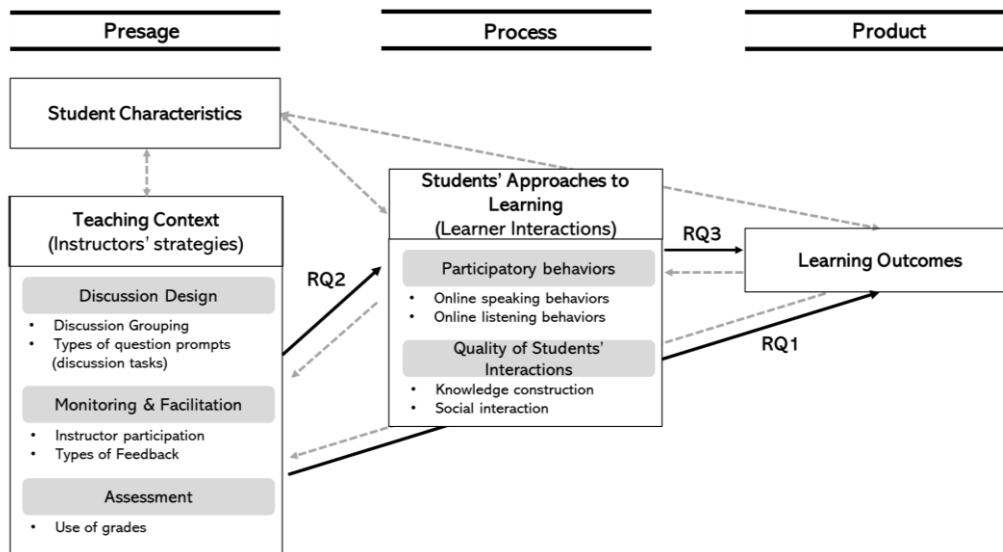 Presage
Process
Product
Student Characteristics
Teaching Context
(Instructors' strategies)
Discussion Design
• Discussion Grouping
• Types of question prompts
(discussion tasks)
Monitoring & Facilitation
• Instructor participation
• Types of Feedback
Assessment
• Use of grades
RQ2
Students' Approaches to
Learning
(Learner Interactions)
Participatory behaviors
• Online speaking behaviors
• Online listening behaviors
Quality of Students'
Interactions
• Knowledge construction
• Social interaction
RQ3
RQ1
Learning Outcomes